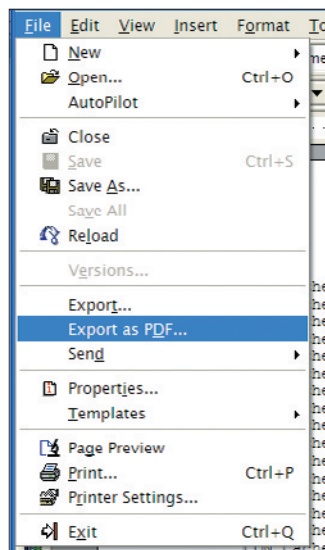 File Edit View Insert Format
New
Open... Ctrl+O
AutoPilot
Close
Save Ctrl+S
Save As...
Save All
Reload
Versions...
Export...
Export as PDF...
Send
Properties...
Templates
Page Preview
Print... Ctrl+P
Printer Settings...
Exit Ctrl+Q